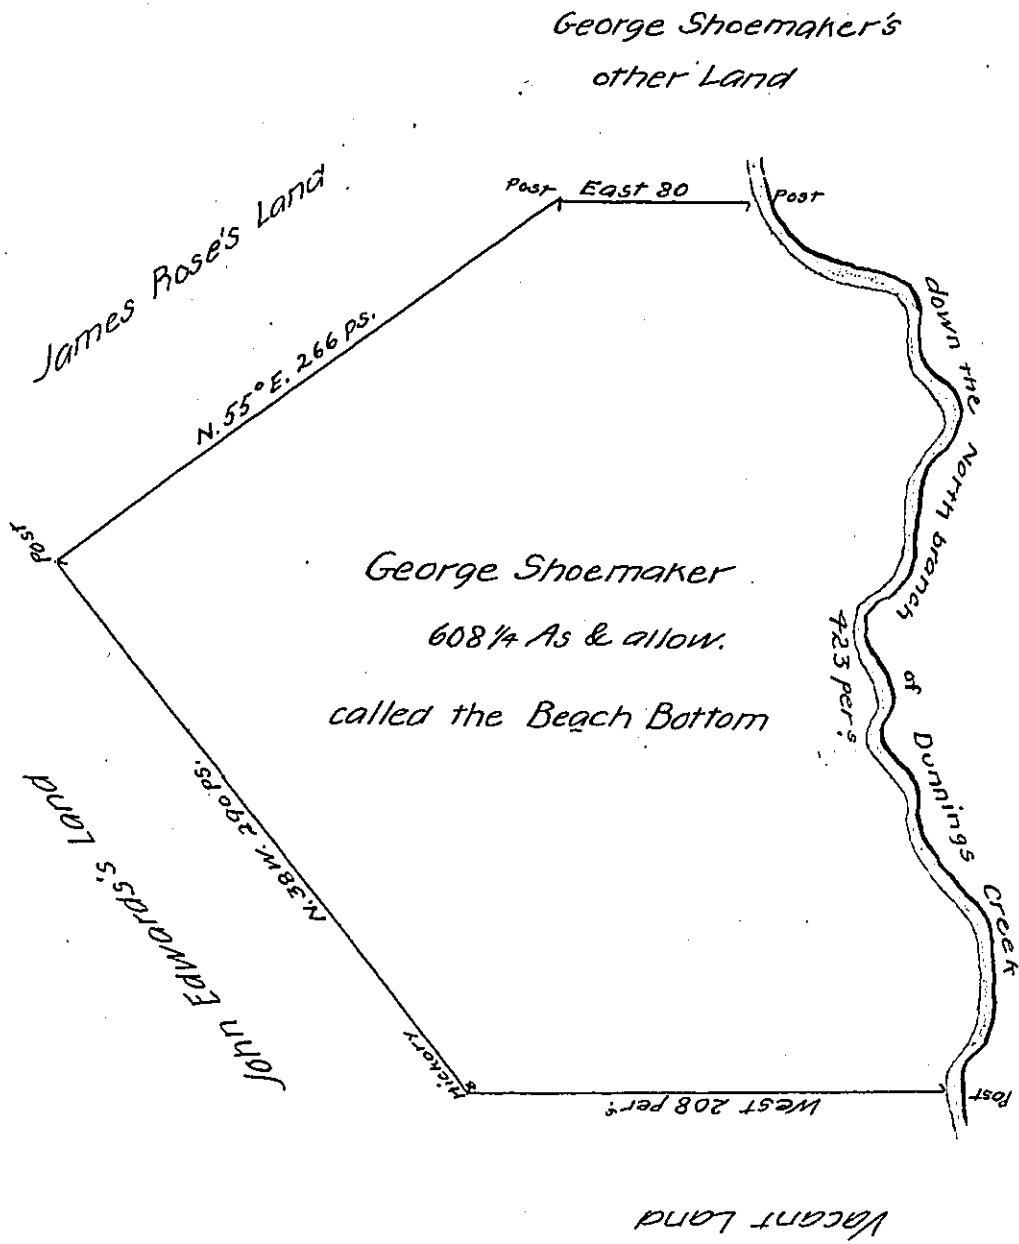 George Shoemaker's
other Land
James Rose's Land
Post
East 80
Post
N. 55° E. 266 ps.
down the North branch of Dunnings Creek
423 pers.
Post
George Shoemaker
608 1/4 As & allow.
called the Beach Bottom
N. 38 W. 290 ps.
John Edwards's Land
Hickory
West 208 pers.
Post
Vacant Land